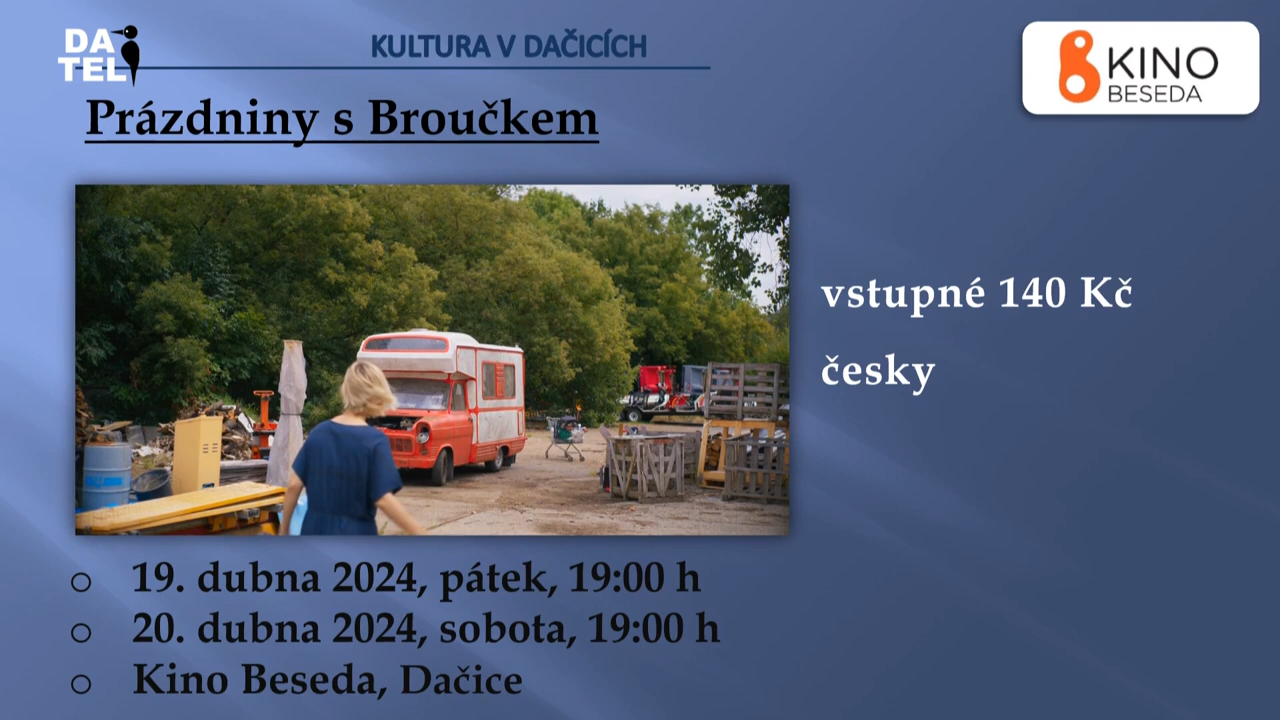 DA
TEL
KULTURA V DAČICÍCH
KINO
BESEDA
Prázdniny s Broučkem
vstupné 140 Kč
česky
19. dubna 2024, pátek, 19:00 h
20. dubna 2024, sobota, 19:00 h
Kino Beseda, Dačice